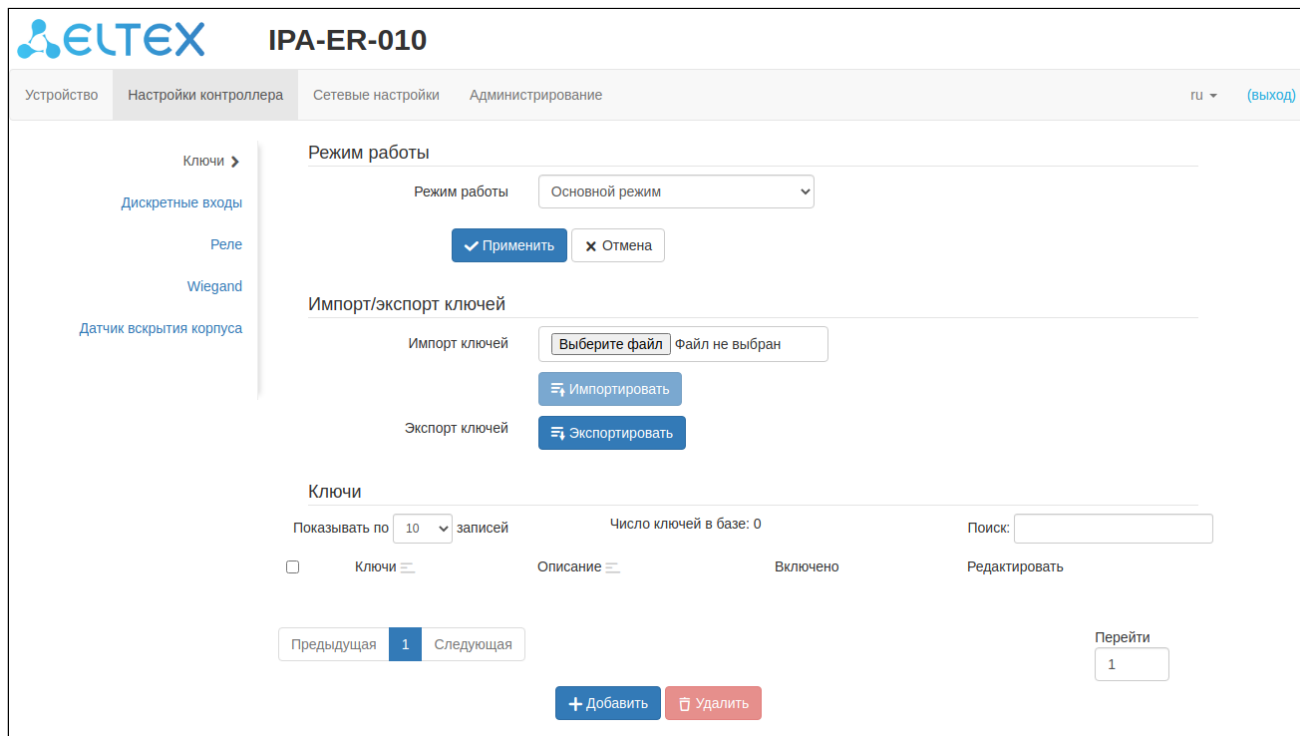 ELTEX IPA-ER-010
Устройство Настройки контроллера Сетевые настройки Администрирование ru (выход)
Ключи
Дискретные входы
Реле
Wiegand
Датчик вскрытия корпуса
Режим работы
Режим работы Основной режим
Применить Отмена
Импорт/экспорт ключей
Импорт ключей Выберите файл Файл не выбран
Импортировать
Экспорт ключей Экспортировать
Ключи
Показывать по 10 записей Число ключей в базе: 0 Поиск:
Ключи Описание Включено Редактировать
Предыдущая 1 Следующая
Перейти
1
Добавить Удалить